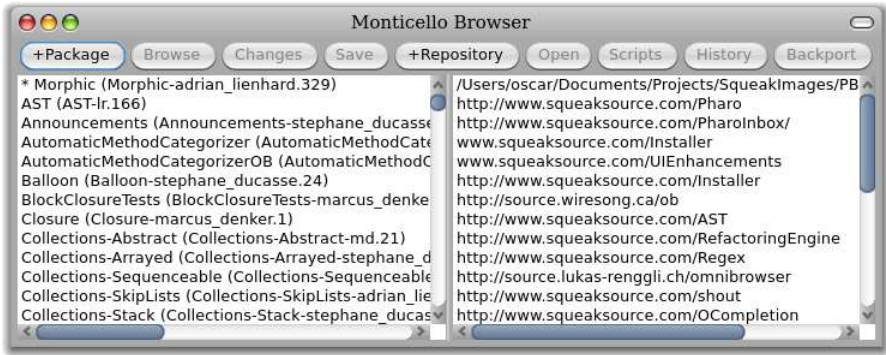 Monticello Browser
+Package Browse Changes Save +Repository Open Scripts History Backport
* Morphic (Morphic-adrian_lienhard.329)
AST (AST-lr.166)
Announcements (Announcements-stephane_ducasse
AutomaticMethodCategorizer (AutomaticMethodCate
AutomaticMethodCategorizerOB (AutomaticMethodC
Balloon (Balloon-stephane_ducasse.24)
BlockClosureTests (BlockClosureTests-marcus_denke
Closure (Closure-marcus_denker.1)
Collections-Abstract (Collections-Abstract-md.21)
Collections-Arrayed (Collections-Arrayed-stephane_d
Collections-Sequenceable (Collections-Sequenceable
Collections-SkipLists (Collections-SkipLists-adrian_lie
Collections-Stack (Collections-Stack-stephane_ducas
/Users/oscar/Documents/Projects/SqueakImages/PB
http://www.squeaksource.com/Pharo
http://www.squeaksource.com/PharoInbox/
www.squeaksource.com/Installer
www.squeaksource.com/UIEnhancements
http://www.squeaksource.com/Installer
http://source.wiresong.ca/ob
http://www.squeaksource.com/AST
http://www.squeaksource.com/RefactoringEngine
http://www.squeaksource.com/Regex
http://source.lukas-renggli.ch/omnibrowser
http://www.squeaksource.com/shout
http://www.squeaksource.com/OCompletion